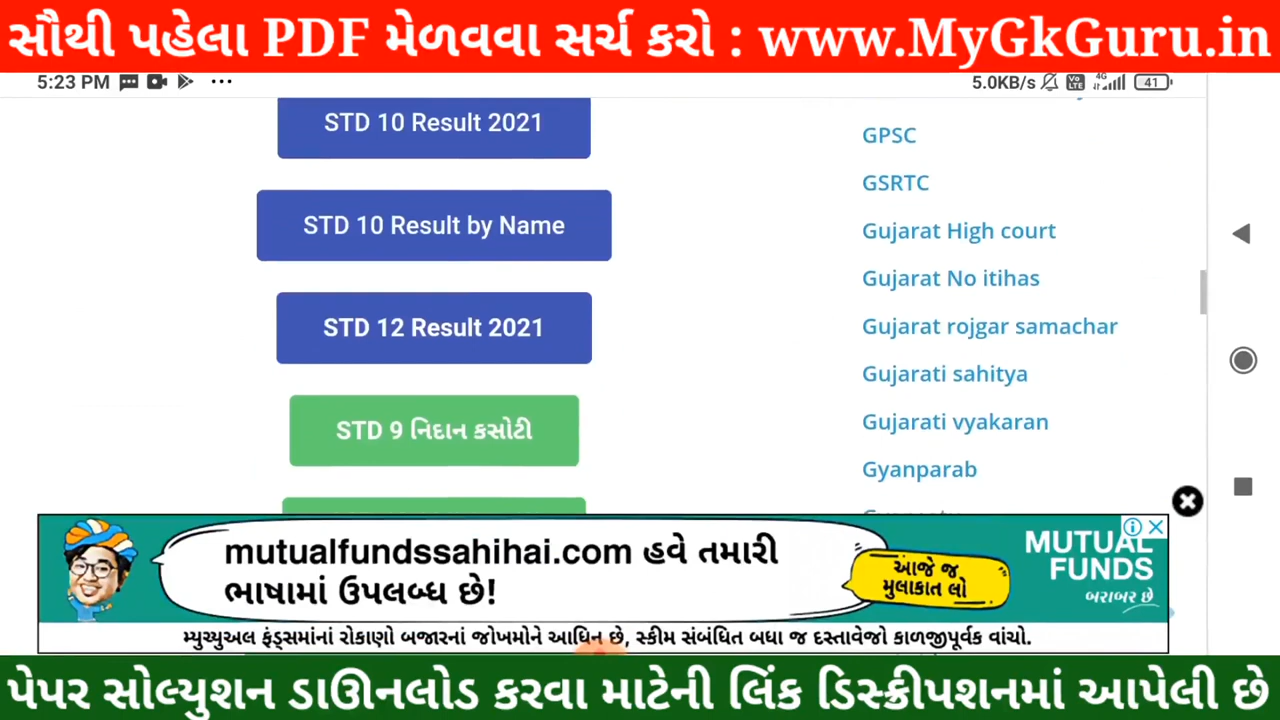 સૌથી પહેલા PDF મેળવવા સર્ચ કરો : www.MyGkGuru.in
5:23 PM
5.0KB/s
Vo LTE
4G
41
STD 10 Result 2021
STD 10 Result by Name
STD 12 Result 2021
STD 9 નિદાન કસોટી
GPSC
GSRTC
Gujarat High court
Gujarat No itihas
Gujarat rojgar samachar
Gujarati sahitya
Gujarati vyakaran
Gyanparab
mutualfundssahihai.com હવે તમારી
ભાષામાં ઉપલબ્ધ છે!
આજે જ
મુલાકાત લો
MUTUAL
FUNDS
બરાબર છે
મ્યુચ્યુઅલ ફંડ્સમાંનાં રોકાણો બજારનાં જોખમોને આધિન છે, સ્કીમ સંબંધિત બધા જ દસ્તાવેજો કાળજીપૂર્વક વાંચો.
પેપર સોલ્યુશન ડાઊનલોડ કરવા માટેની લિંક ડિસ્ક્રીપશનમાં આપેલી છે